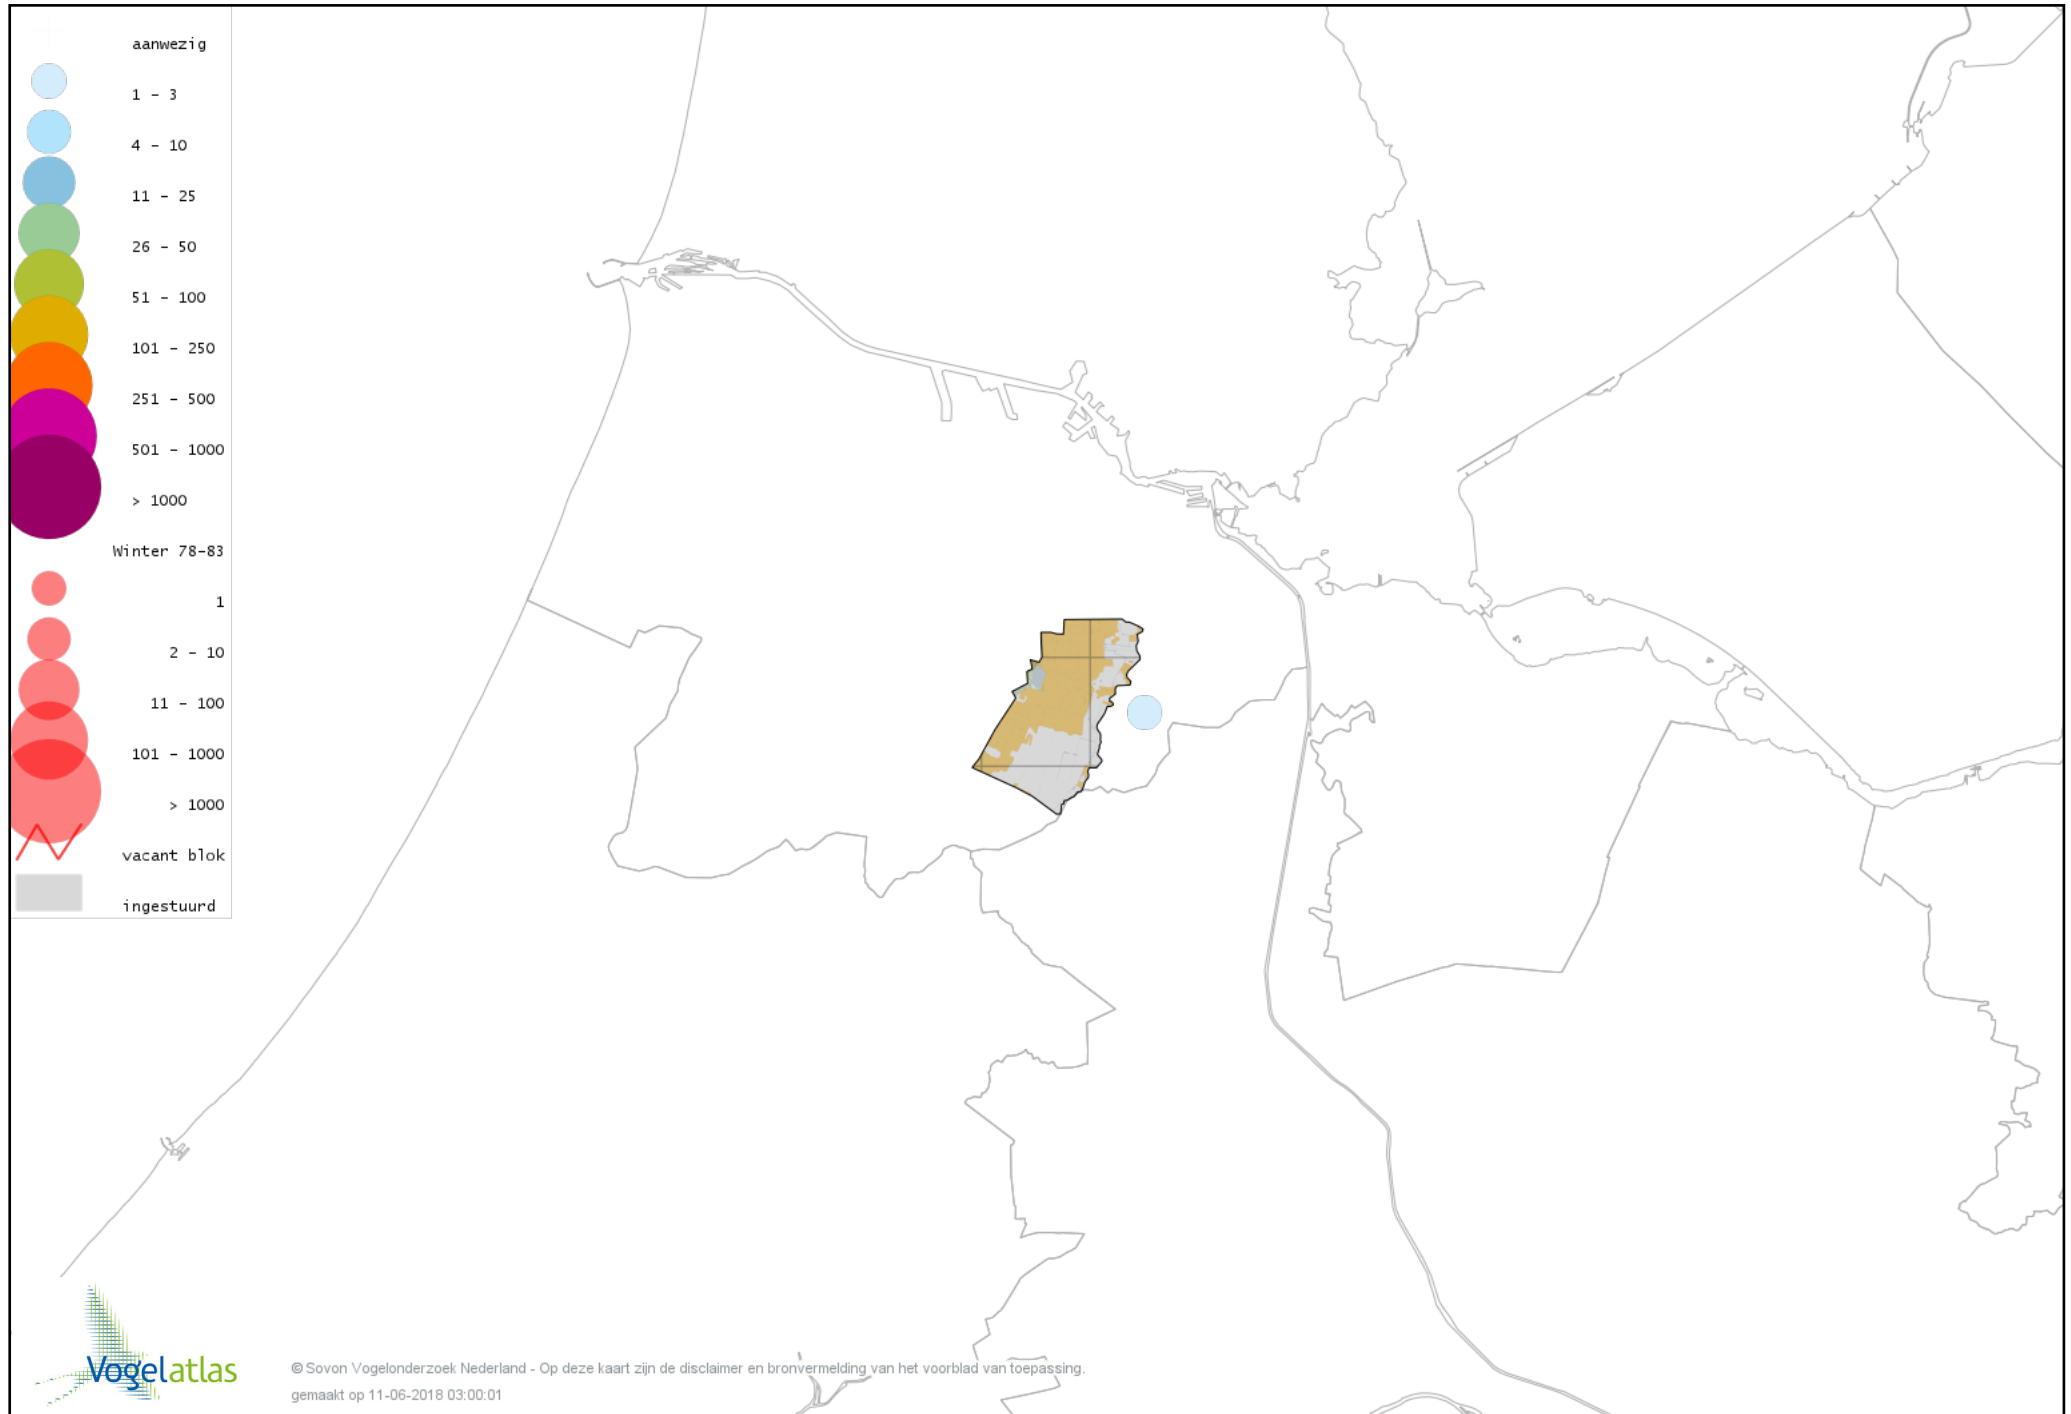 aanwezig
1 - 3
4 - 10
11 - 25
26 - 50
51 - 100
101 - 250
251 - 500
501 - 1000
> 1000
Winter 78-83
1
2 - 10
11 - 100
101 - 1000
> 1000
vacant blok
ingestuurd
Vogelatlas
© Sovon Vogelonderzoek Nederland - Op deze kaart zijn de disclaimer en bronvermelding van het voorblad van toepassing.
gemaakt op 11-06-2018 03:00:01